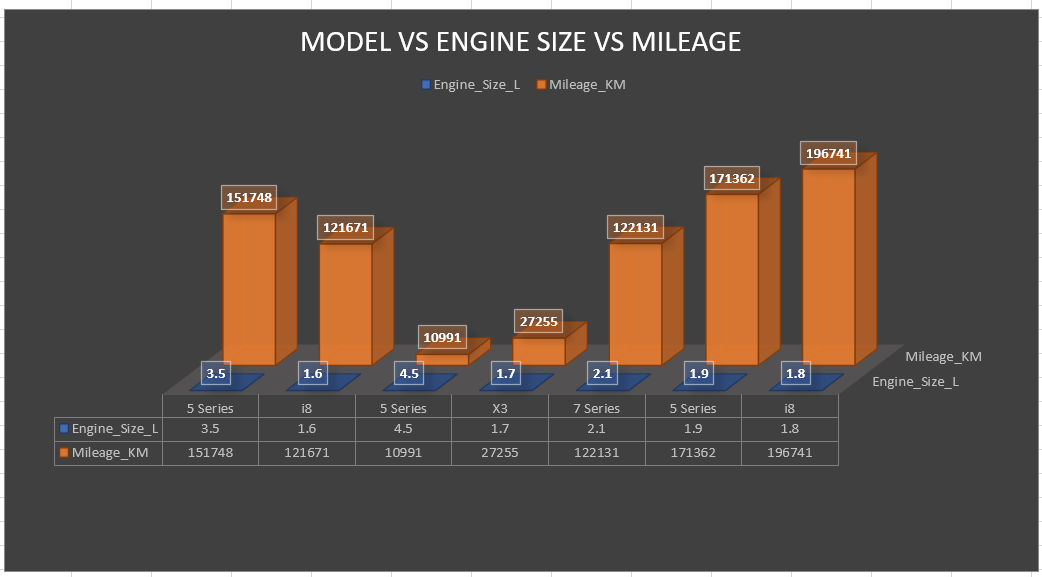 MODEL VS ENGINE SIZE VS MILEAGE
Engine_Size_L Mileage_KM
196741
171362
151748
121671 122131
27255
10991
Mileage_KM
3.5 1.6 4.5 1.7 2.1 1.9 1.8
Engine_Size_L
5 Series i8 5 Series X3 7 Series 5 Series i8
Engine_Size_L 3.5 1.6 4.5 1.7 2.1 1.9 1.8
Mileage_KM 151748 121671 10991 27255 122131 171362 196741